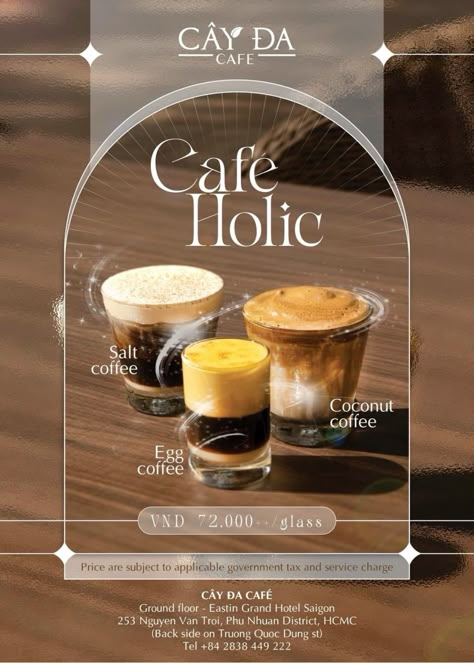 CÂY ĐA
CAFE
Café
Holic
Salt
coffee
Egg
coffee
Coconut
coffee
VND 72.000++/glass
Price are subject to applicable government tax and service charge
CÂY ĐA CAFÉ
Ground floor - Eastin Grand Hotel Saigon
253 Nguyen Van Troi, Phu Nhuan District, HCMC
(Back side on Truong Quoc Dung st)
Tel +84 2838 449 222